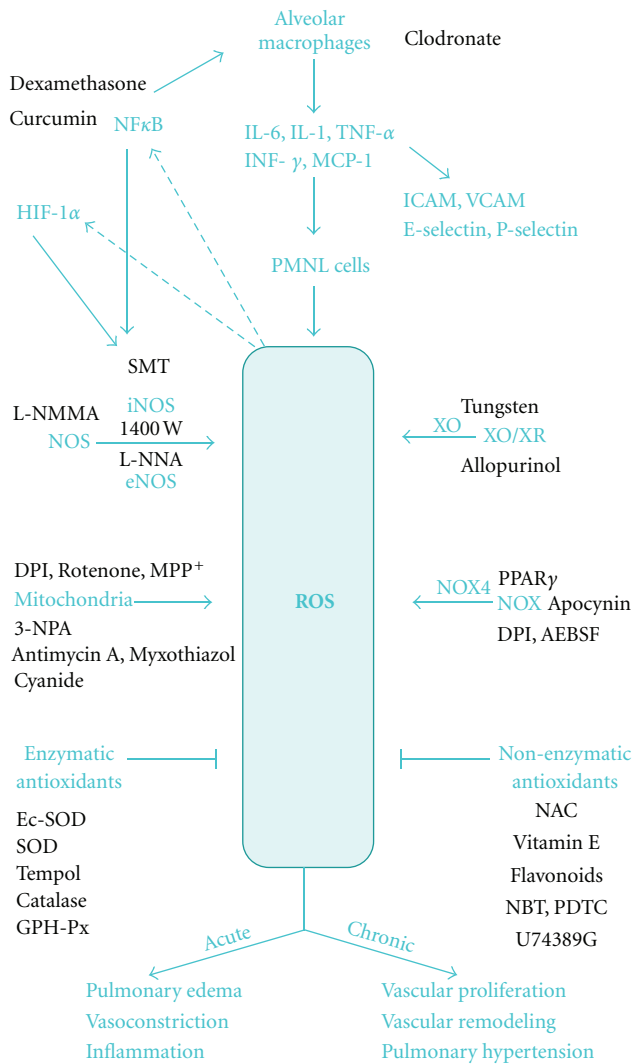 Alveolar
macrophages
Clodronate
Dexamethasone
Curcumin
NFκB
IL-6, IL-1, TNF-α
INF- γ, MCP-1
ICAM, VCAM
E-selectin, P-selectin
HIF-1α
PMNL cells
SMT
L-NMMA
iNOS
NOS
1400 W
L-NNA
eNOS
Tungsten
XO
XO/XR
Allopurinol
DPI, Rotenone, MPP⁺
Mitochondria
3-NPA
Antimycin A, Myxothiazol
Cyanide
ROS
PPARγ
NOX4
NOX Apocynin
DPI, AEBSF
Enzymatic
antioxidants
Ec-SOD
SOD
Tempol
Catalase
GPH-Px
Non-enzymatic
antioxidants
NAC
Vitamin E
Flavonoids
NBT, PDTC
U74389G
Acute
Chronic
Pulmonary edema
Vasoconstriction
Inflammation
Vascular proliferation
Vascular remodeling
Pulmonary hypertension